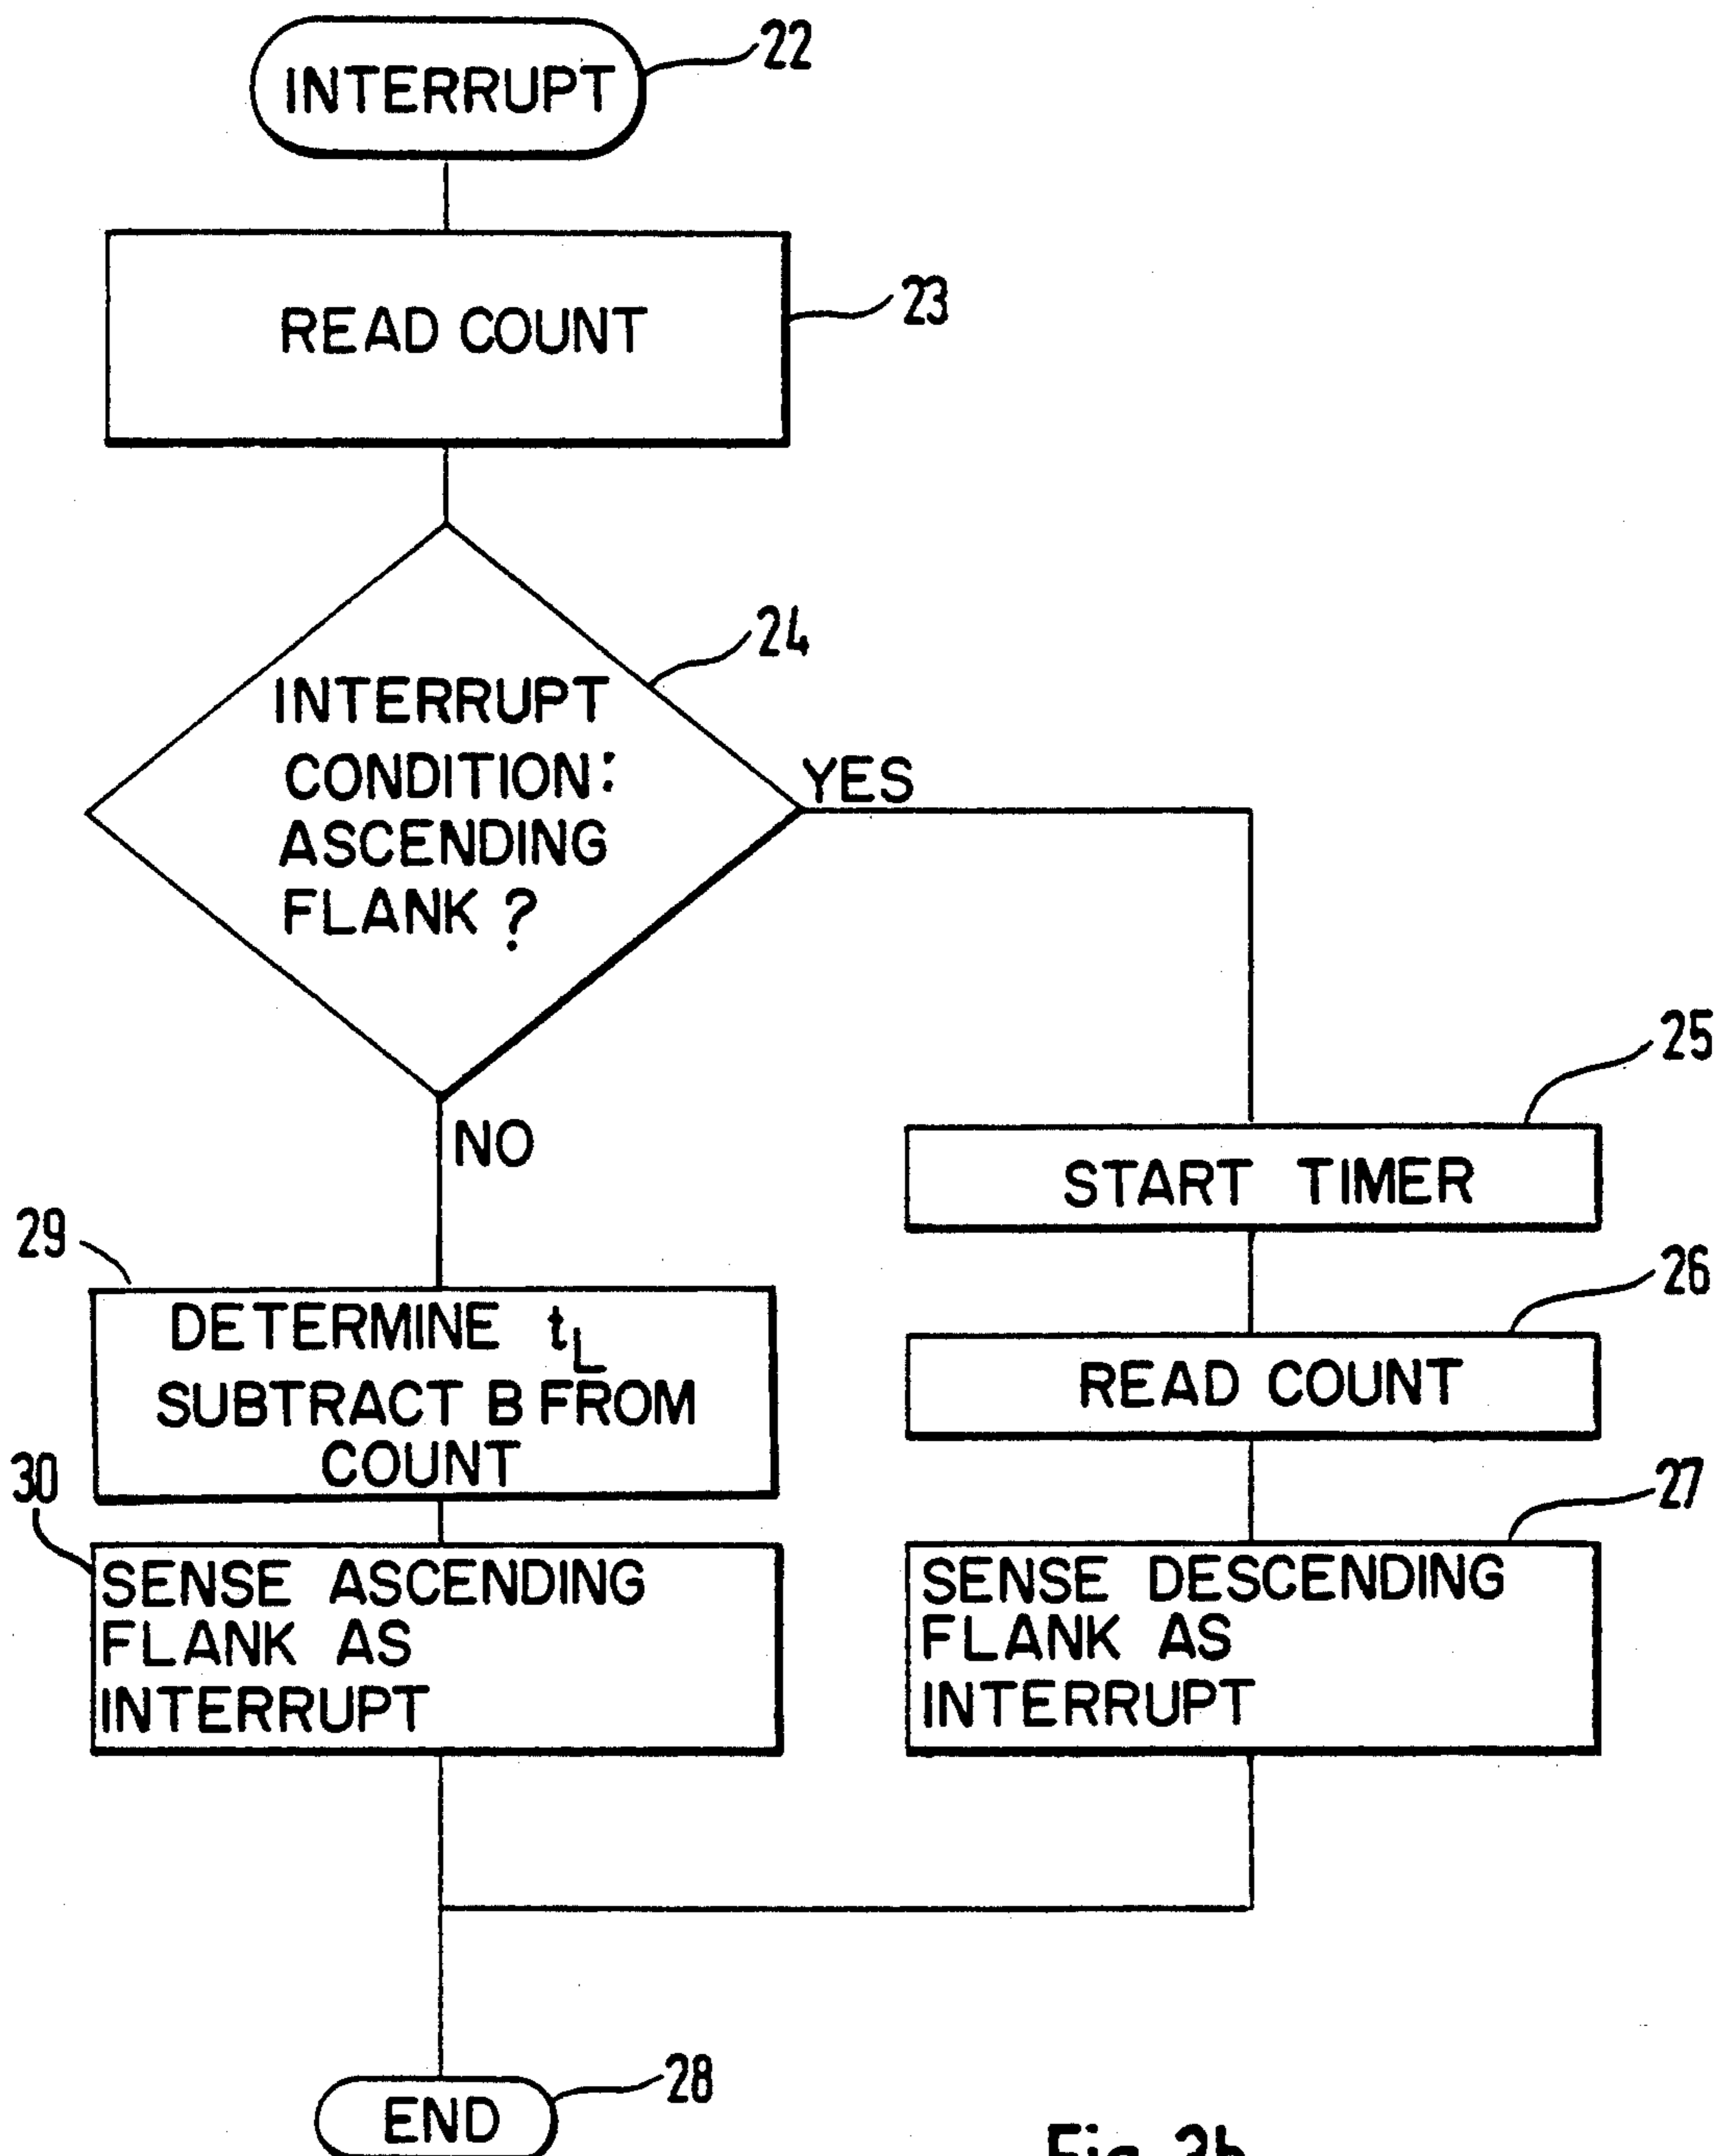 INTERRUPT
22
READ COUNT
23
24
INTERRUPT
CONDITION:
ASCENDING
FLANK ?
YES
NO
25
START TIMER
26
READ COUNT
27
SENSE DESCENDING
FLANK AS
INTERRUPT
29
DETERMINE tL
SUBTRACT B FROM
COUNT
30
SENSE ASCENDING
FLANK AS
INTERRUPT
END
28